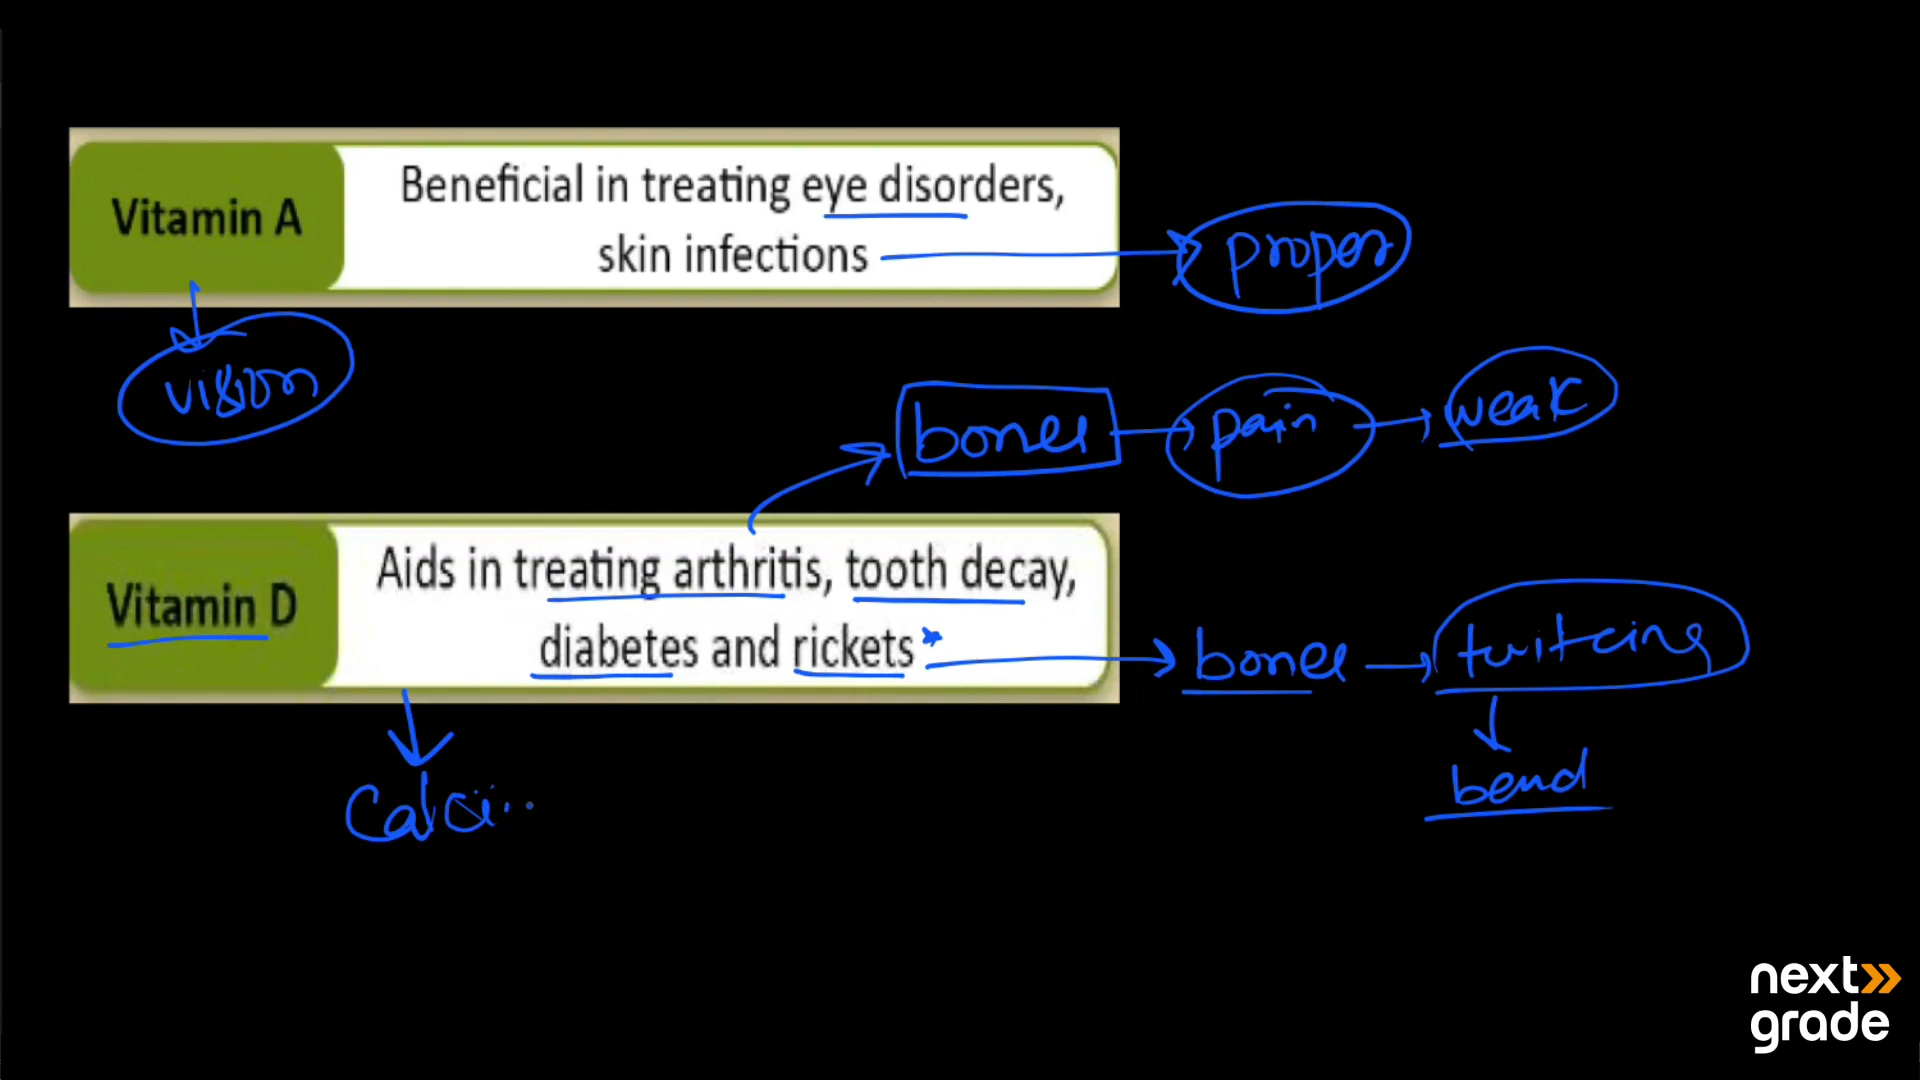 Vitamin A
Beneficial in treating eye disorders,
skin infections
proper
vision
bones
pain
weak
Vitamin D
Aids in treating arthritis, tooth decay,
diabetes and rickets*
bones
twitcing
bend
Calci..
next
grade